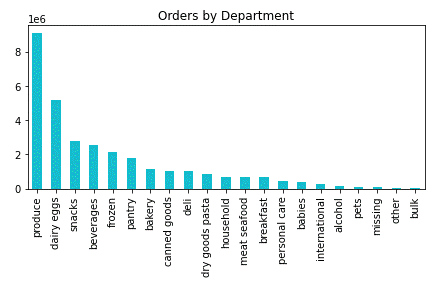 Orders by Department
1e6
8
6
4
2
0
produce
dairy eggs
snacks
beverages
frozen
pantry
bakery
canned goods
deli
dry goods pasta
household
meat seafood
breakfast
personal care
babies
international
alcohol
pets
missing
other
bulk